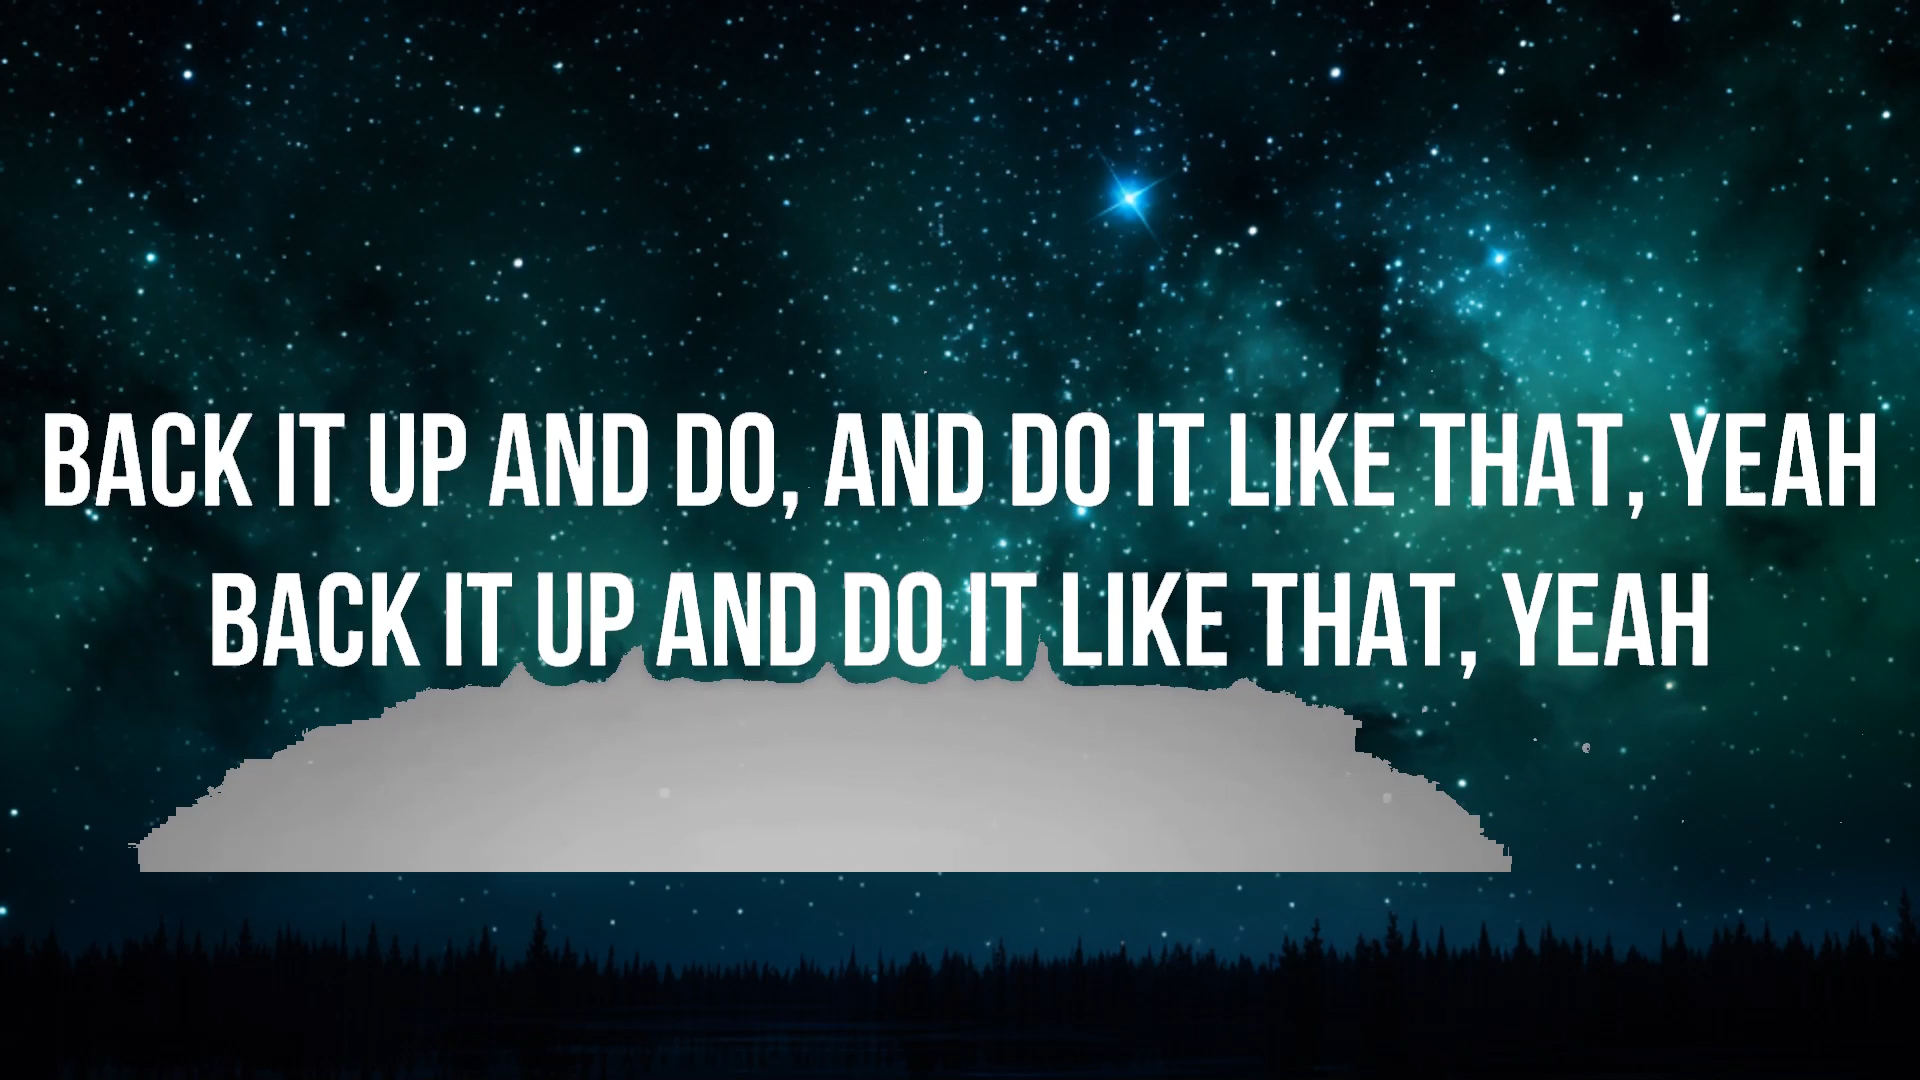 BACK IT UP AND DO, AND DO IT LIKE THAT, YEAH
BACK IT UP AND DO IT LIKE THAT, YEAH